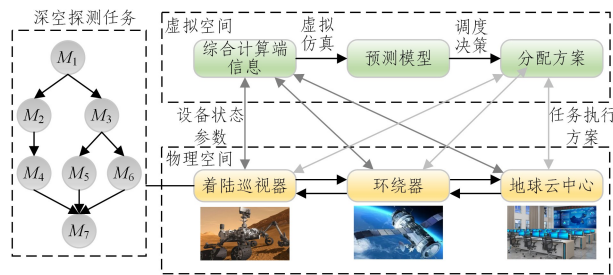 深空探测任务
M1
M2
M3
M4
M5
M6
M7
虚拟空间
综合计算端
信息
虚拟
仿真
预测模型
调度
决策
分配方案
设备状态
参数
任务执行
方案
物理空间
着陆巡视器
环绕器
地球云中心